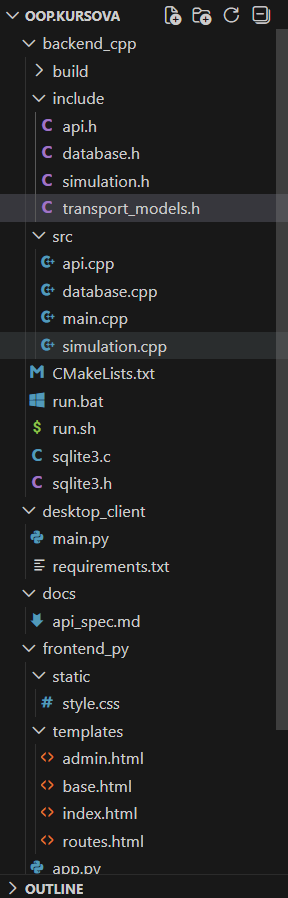 OOP.KURSOVA
backend_cpp
build
include
C api.h
C database.h
C simulation.h
C transport_models.h
src
C++ api.cpp
C++ database.cpp
C++ main.cpp
C++ simulation.cpp
M CMakeLists.txt
run.bat
$ run.sh
C sqlite3.c
C sqlite3.h
desktop_client
main.py
requirements.txt
docs
api_spec.md
frontend_py
static
# style.css
templates
<> admin.html
<> base.html
<> index.html
<> routes.html
app.py
OUTLINE